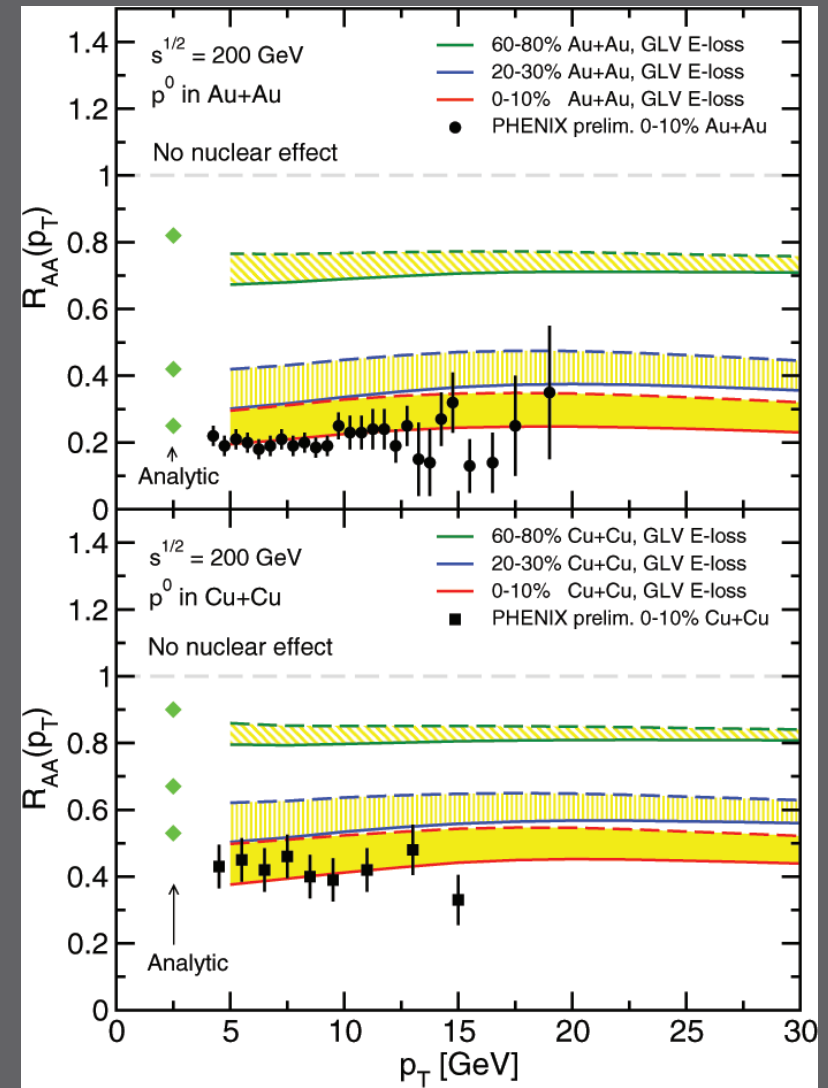 1.4
1.2
1
0.8
0.6
0.4
0.2
0
R_AA(p_T)
s^1/2 = 200 GeV
p^0 in Au+Au
No nuclear effect
60-80% Au+Au, GLV E-loss
20-30% Au+Au, GLV E-loss
0-10% Au+Au, GLV E-loss
PHENIX prelim. 0-10% Au+Au
Analytic
1.4
1.2
1
0.8
0.6
0.4
0.2
0
R_AA(p_T)
s^1/2 = 200 GeV
p^0 in Cu+Cu
No nuclear effect
60-80% Cu+Cu, GLV E-loss
20-30% Cu+Cu, GLV E-loss
0-10% Cu+Cu, GLV E-loss
PHENIX prelim. 0-10% Cu+Cu
Analytic
0 5 10 15 20 25 30
p_T [GeV]